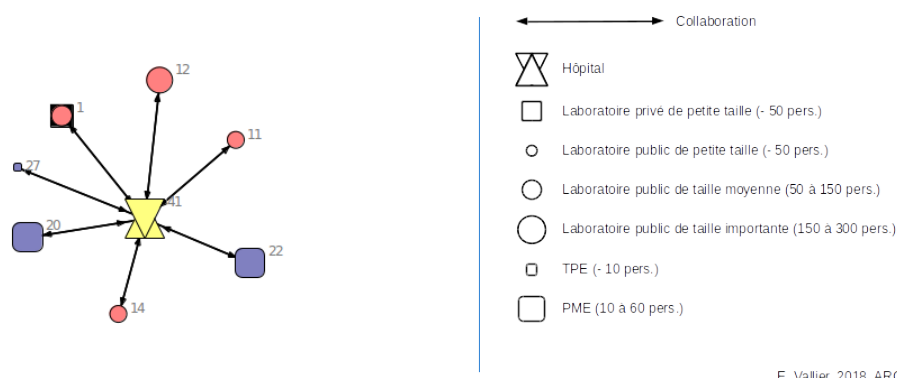 12
1
11
27
41
20
22
14
Collaboration
Hôpital
Laboratoire privé de petite taille (- 50 pers.)
Laboratoire public de petite taille (- 50 pers.)
Laboratoire public de taille moyenne (50 à 150 pers.)
Laboratoire public de taille importante (150 à 300 pers.)
TPE (- 10 pers.)
PME (10 à 60 pers.)
E. Vallier, 2018, ARC